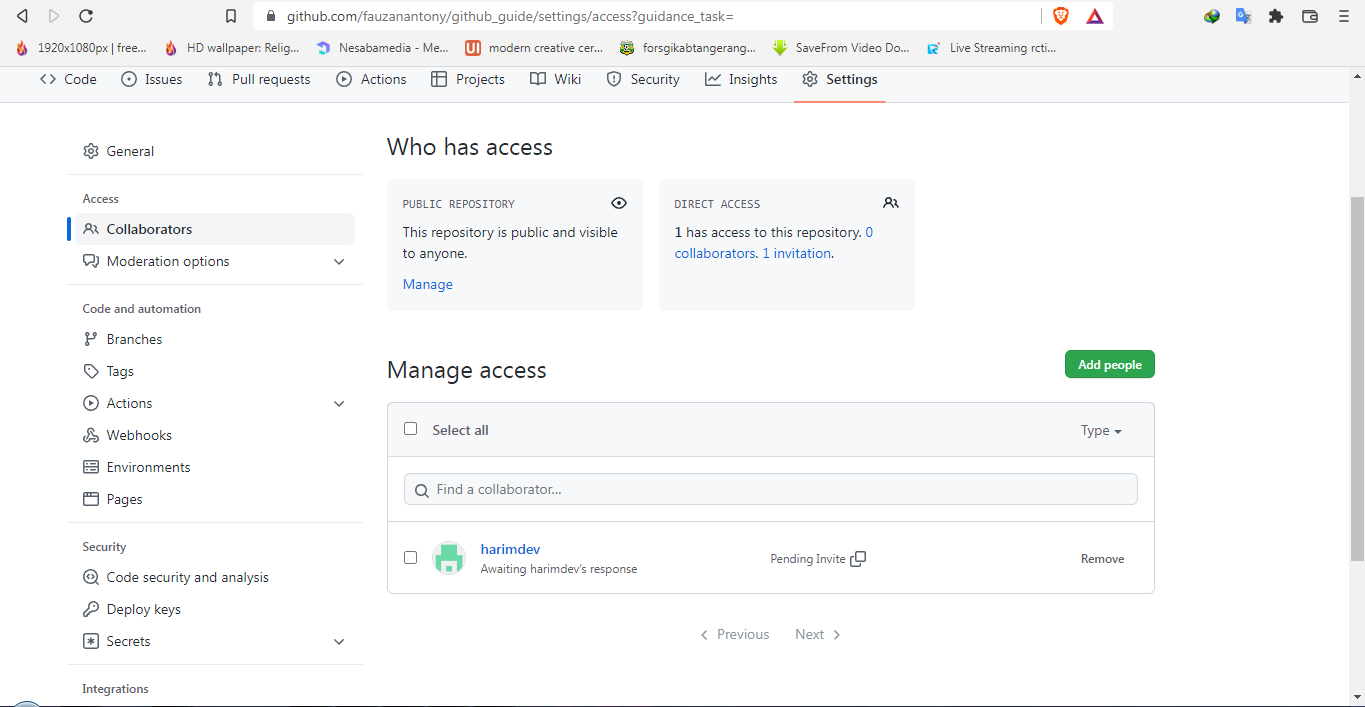 github.com/fauzanantony/github_guide/settings/access?guidance_task=
1920x1080px | free...
HD wallpaper: Relig...
Nesabamedia - Me...
modern creative cer...
forsgikabtangerang...
SaveFrom Video Do...
Live Streaming rcti...
Code
Issues
Pull requests
Actions
Projects
Wiki
Security
Insights
Settings
General
Access
Collaborators
Moderation options
Code and automation
Branches
Tags
Actions
Webhooks
Environments
Pages
Security
Code security and analysis
Deploy keys
Secrets
Integrations
Who has access
PUBLIC REPOSITORY
This repository is public and visible
to anyone.
Manage
DIRECT ACCESS
1 has access to this repository. 0
collaborators. 1 invitation.
Manage access
Add people
Select all
Type
Find a collaborator...
harimdev
Awaiting harimdev's response
Pending Invite
Remove
Previous
Next